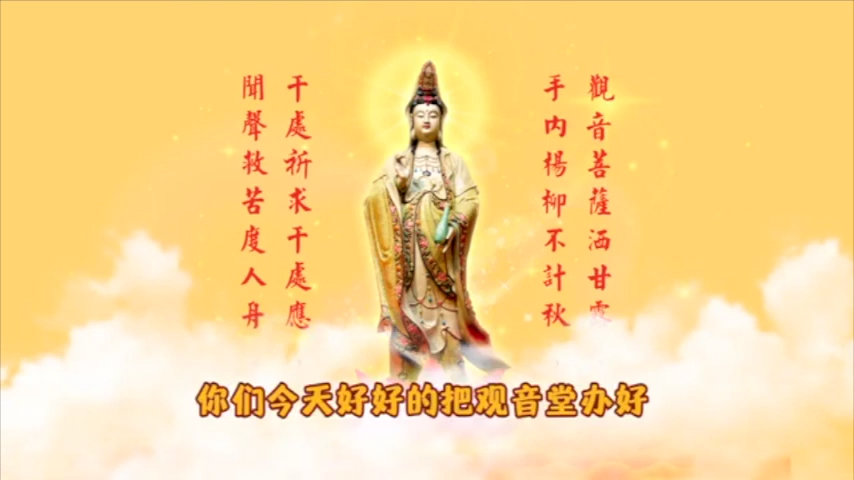 觀音菩薩洒甘露
手内楊柳不計秋
千處祈求千處應
聞聲救苦度人舟
你们今天好好的把观音堂办好